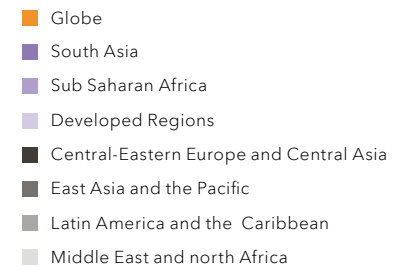 Globe
South Asia
Sub Saharan Africa
Developed Regions
Central-Eastern Europe and Central Asia
East Asia and the Pacific
Latin America and the Caribbean
Middle East and north Africa